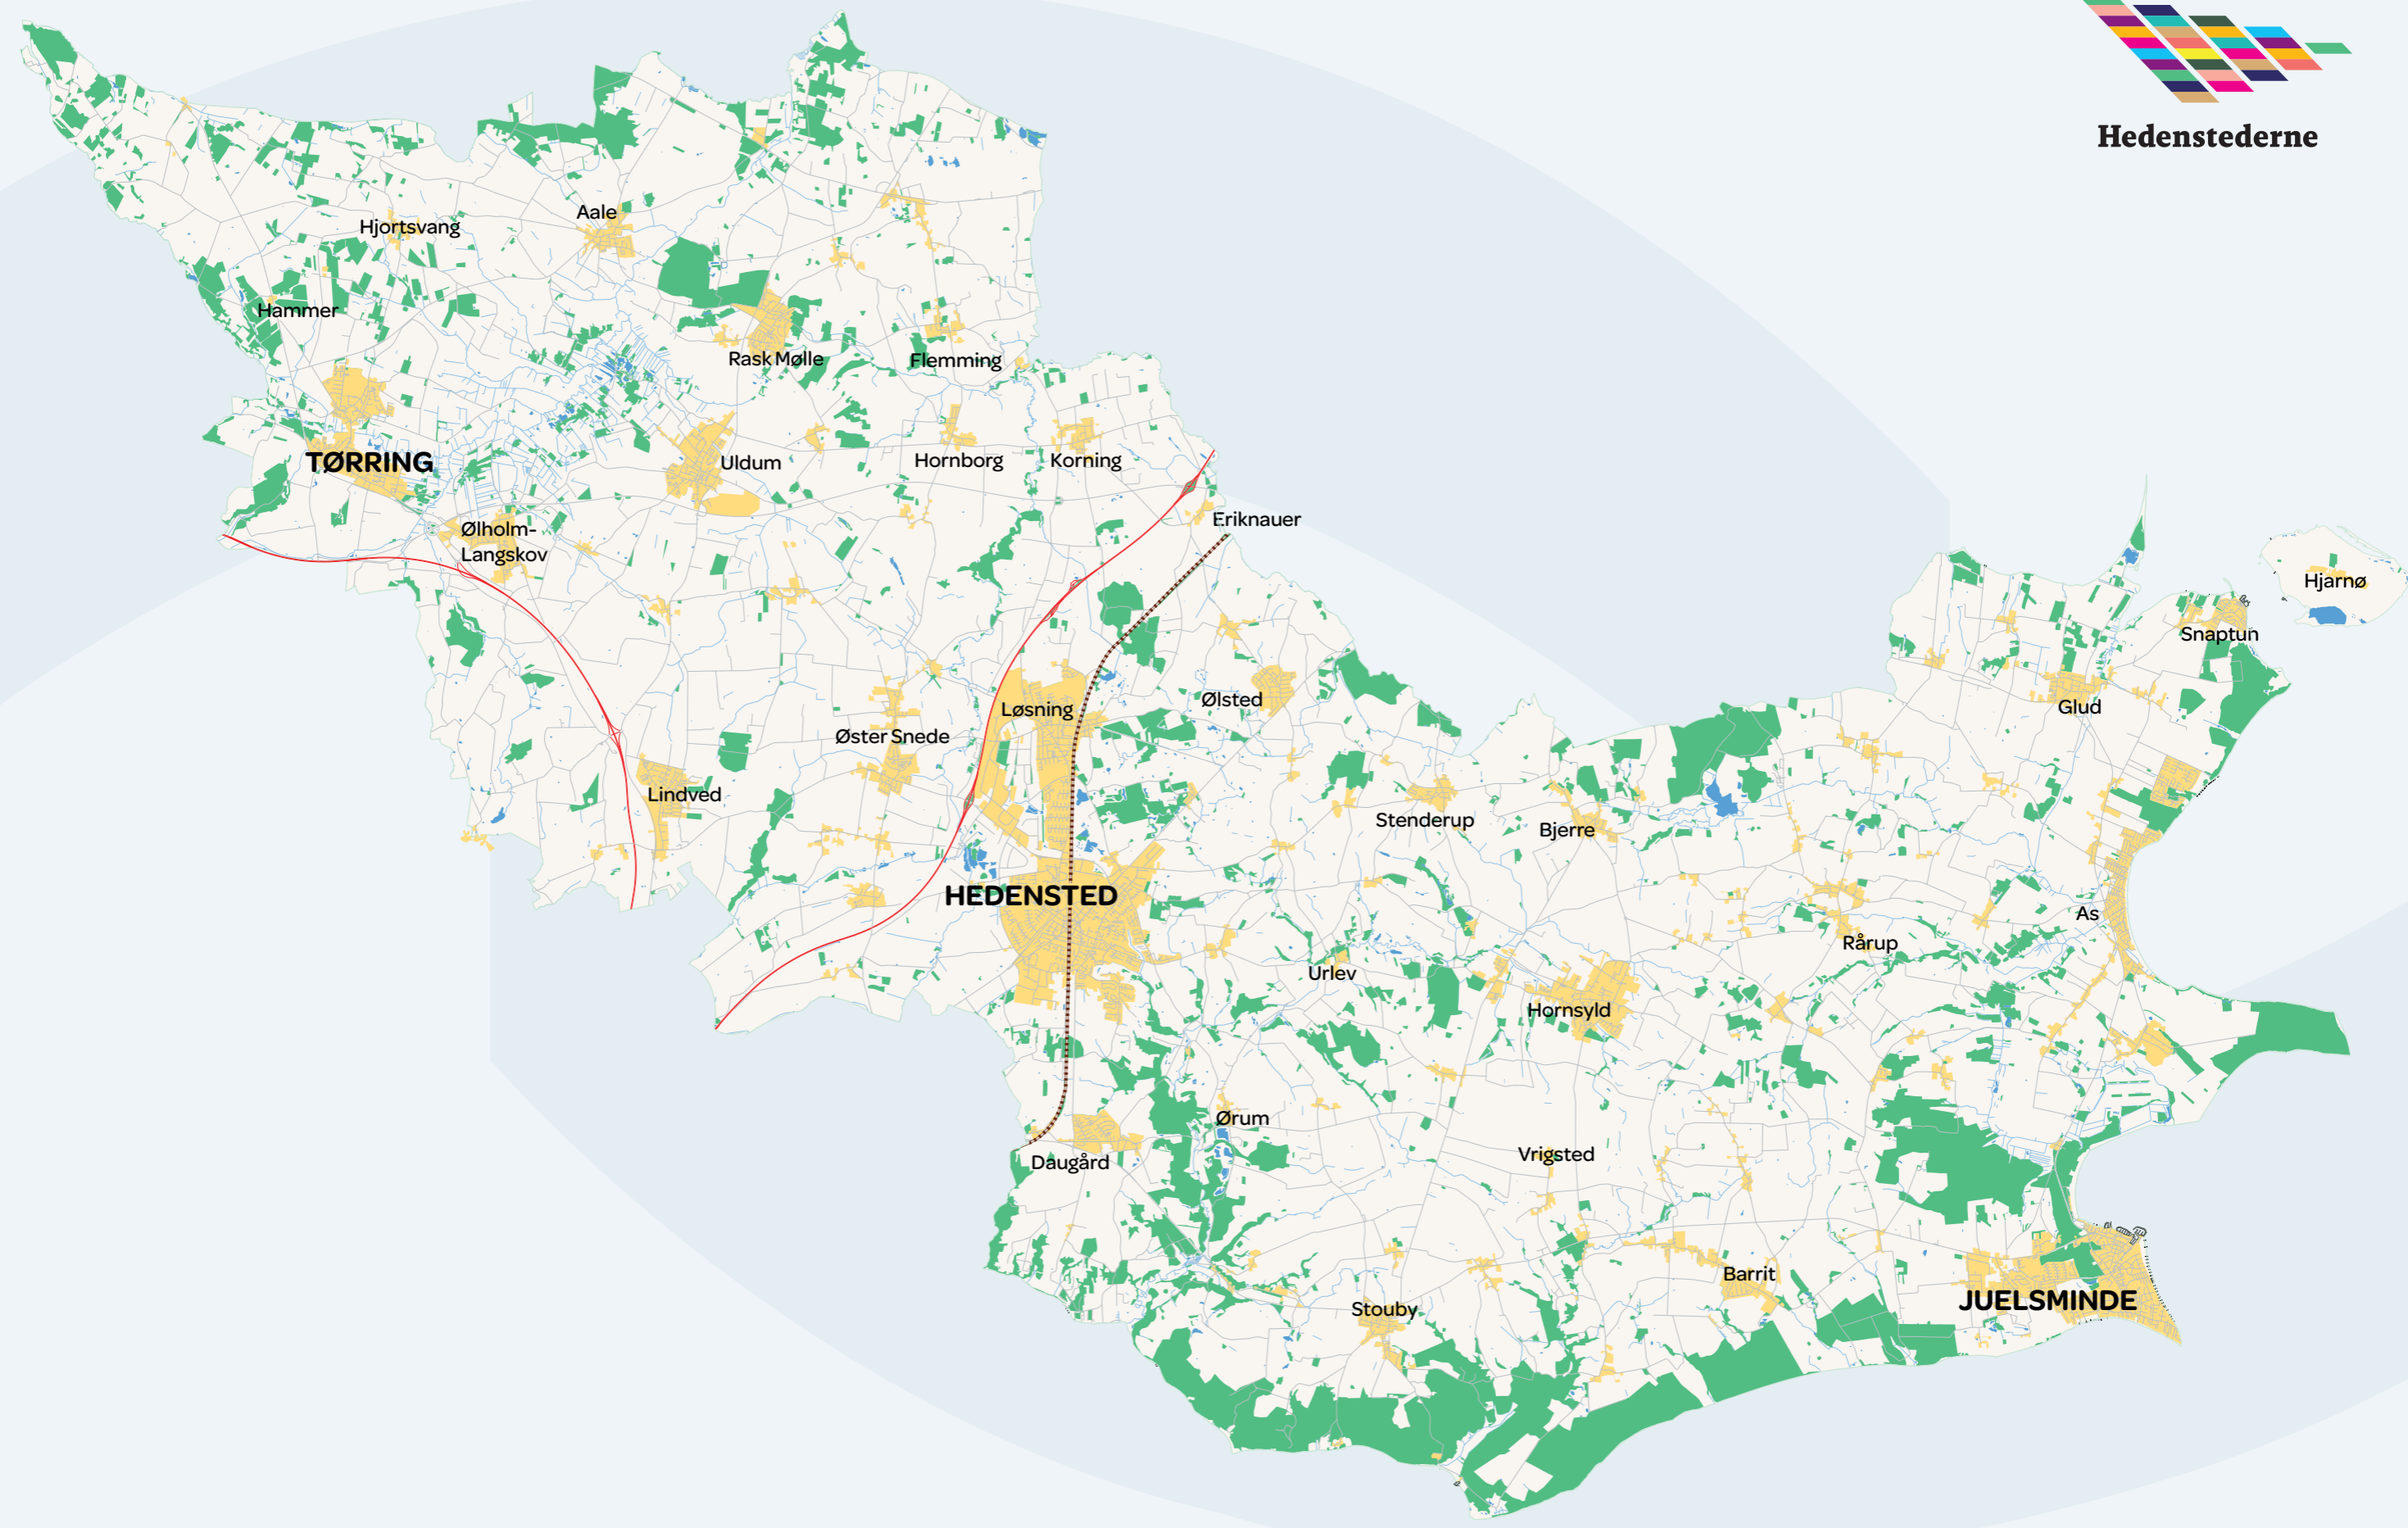 Hedenstederne
Aale
Hjortsvang
Hammer
Rask Mølle
Flemming
TØRRING
Uldum
Hornborg
Korning
Eriknauer
Ølholm-
Langskov
Hjarnø
Snaptun
Ølsted
Glud
Løsning
Øster Snede
Lindved
Stenderup
Bjerre
HEDENSTED
As
Rårup
Urlev
Hornsyld
Ørum
Vrigsted
Daugård
Barrit
JUELSMINDE
Stouby